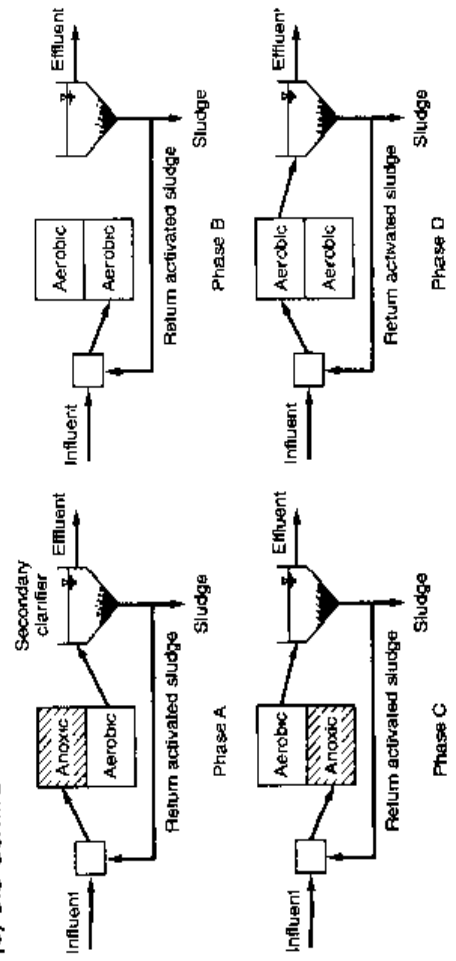 Secondary
clarifier
Influent
Anoxic
Aerobic
Effluent
Return activated sludge
Sludge
Phase A
Influent
Aerobic
Aerobic
Effluent
Return activated sludge
Sludge
Phase B
Influent
Aerobic
Anoxic
Effluent
Return activated sludge
Sludge
Phase C
Influent
Aerobic
Aerobic
Effluent
Return activated sludge
Sludge
Phase D